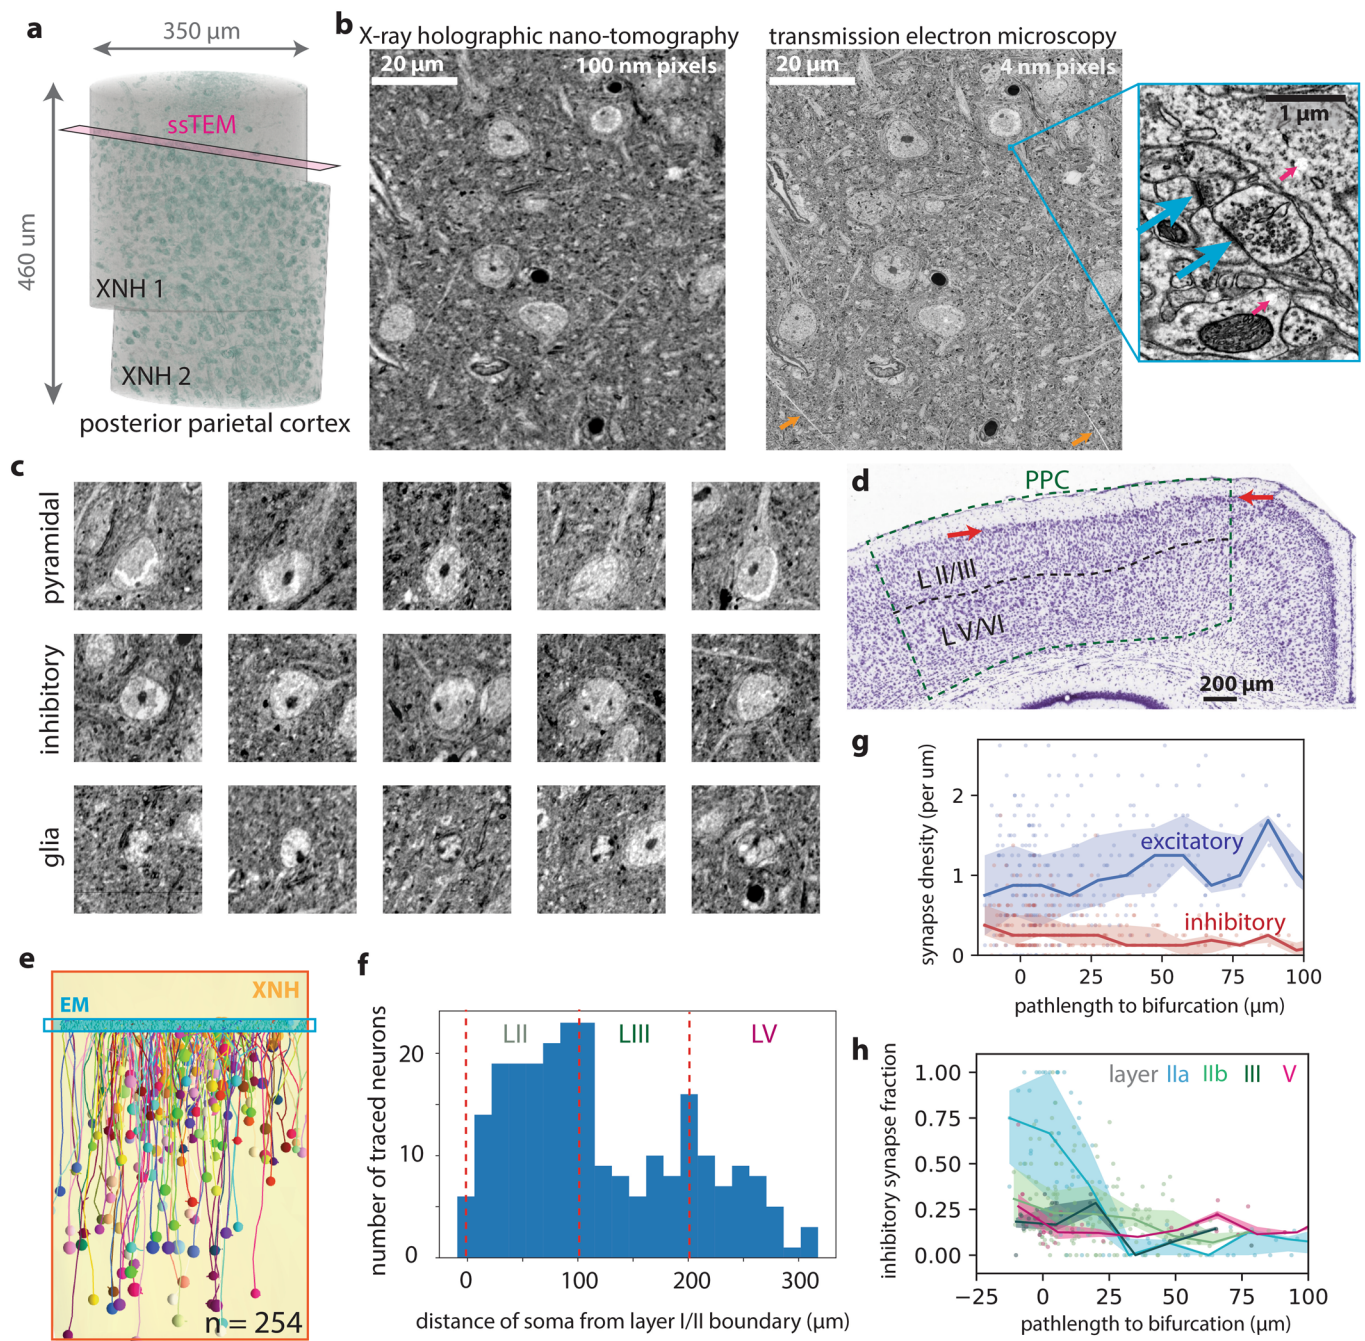 a
350 µm
460 um
ssTEM
XNH 1
XNH 2
posterior parietal cortex
b
X-ray holographic nano-tomography
20 µm
100 nm pixels
transmission electron microscopy
20 µm
4 nm pixels
1 µm
c
pyramidal
inhibitory
glia
d
PPC
L II/III
L V/VI
200 µm
e
EM
XNH
n = 254
f
number of traced neurons
20
10
0
LII
LIII
LV
0
100
200
300
distance of soma from layer I/II boundary (µm)
g
synapse dnesity (per um)
2
1
0
excitatory
inhibitory
0
25
50
75
100
pathlength to bifurcation (µm)
h
inhibitory synapse fraction
1.00
0.75
0.50
0.25
0.00
layer IIa IIb III V
−25
0
25
50
75
100
pathlength to bifurcation (µm)